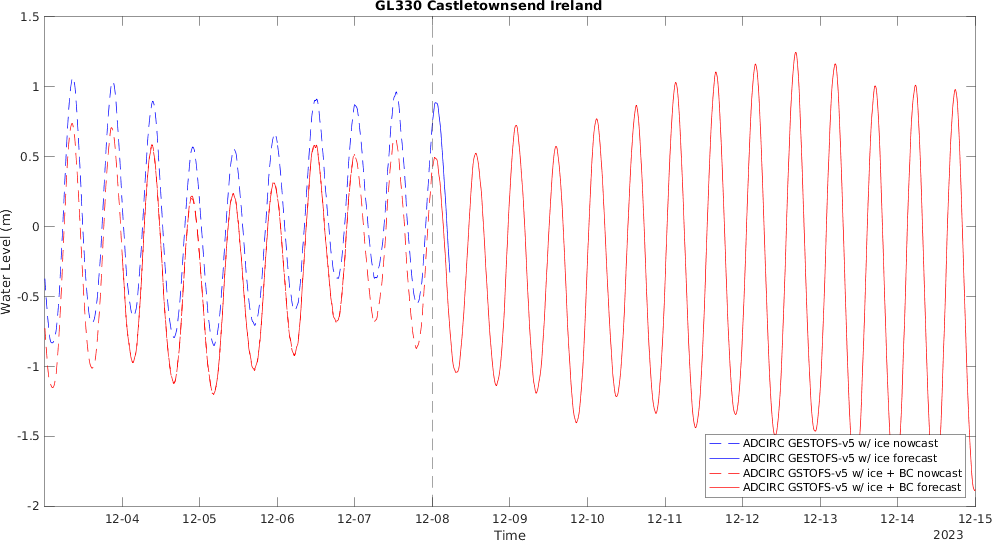 GL330 Castletownsend Ireland
1.5
1
0.5
0
-0.5
-1
-1.5
-2
Water Level (m)
ADCIRC GESTOFS-v5 w/ ice nowcast
ADCIRC GESTOFS-v5 w/ ice forecast
ADCIRC GSTOFS-v5 w/ ice + BC nowcast
ADCIRC GSTOFS-v5 w/ ice + BC forecast
12-04 12-05 12-06 12-07 12-08 12-09 12-10 12-11 12-12 12-13 12-14 12-15
Time
2023